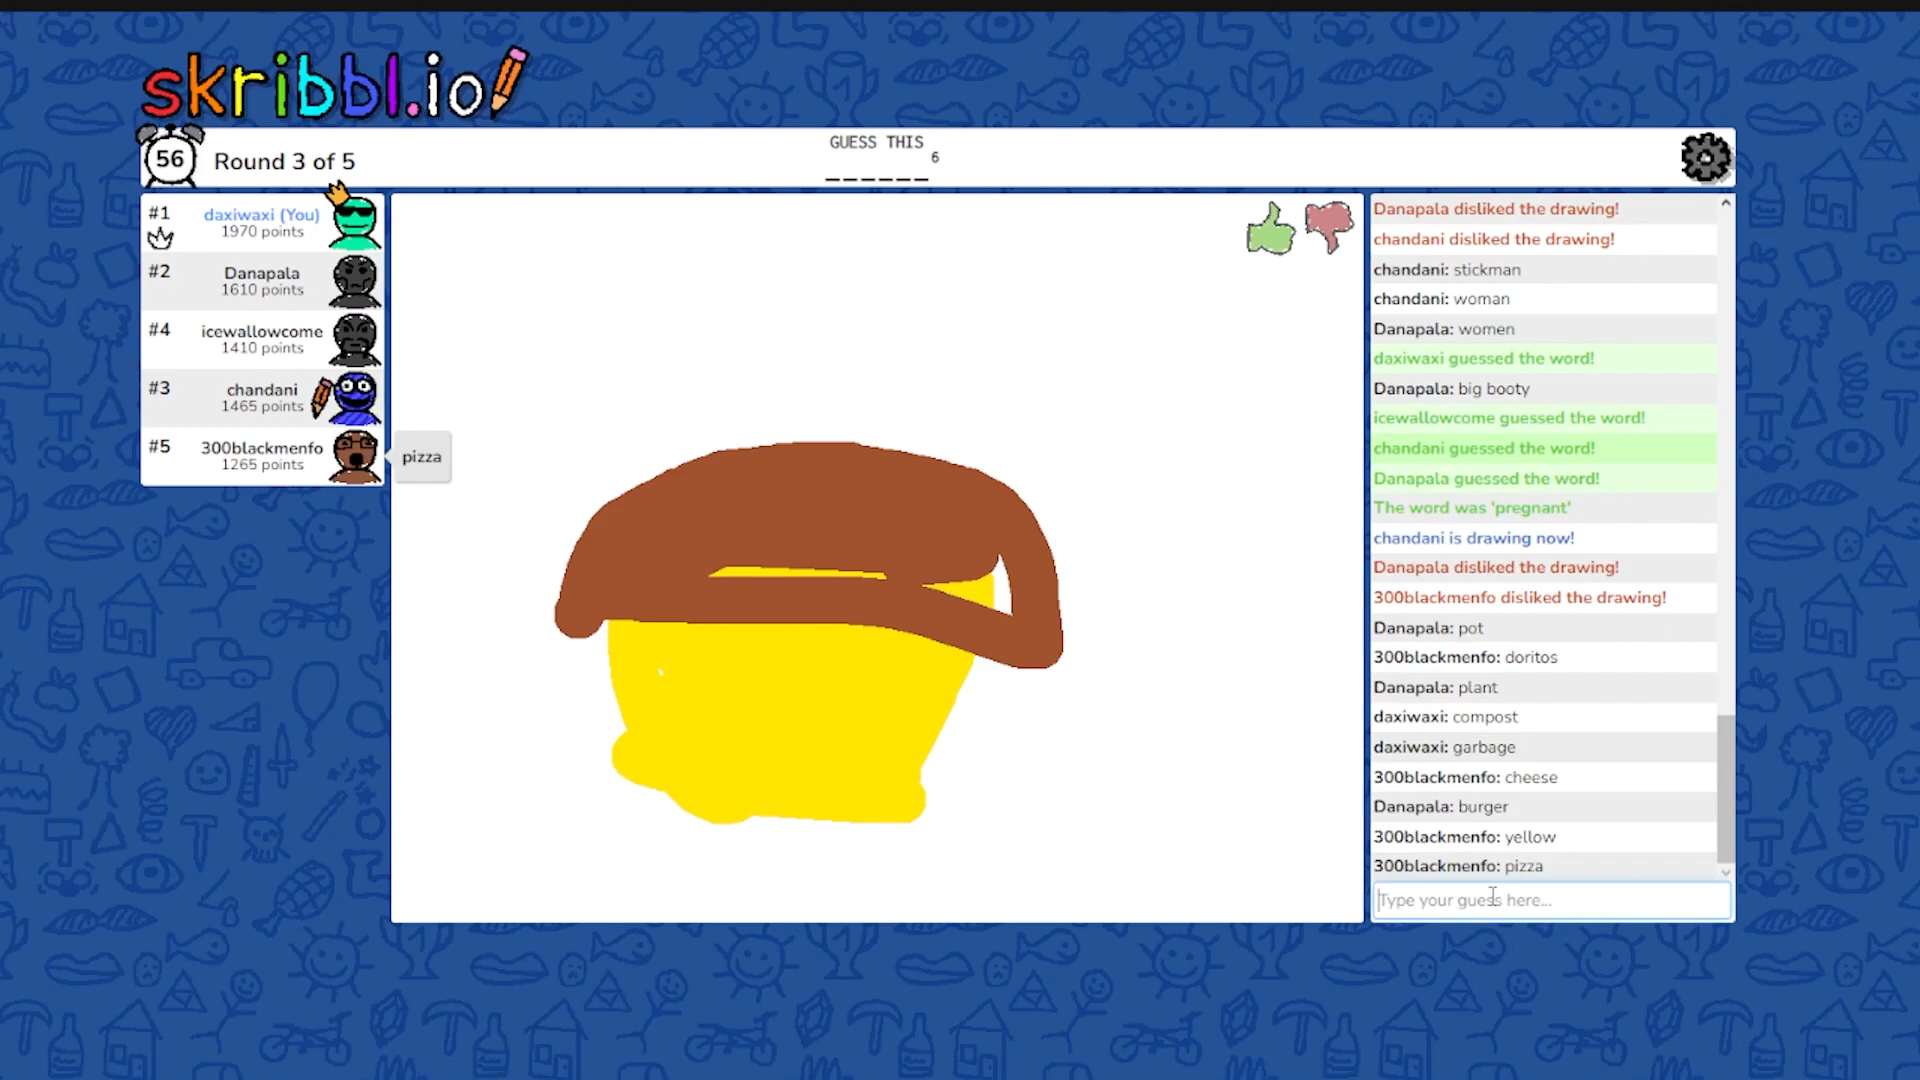 skribbl.io
56
Round 3 of 5
GUESS THIS
6
______
#1
daxiwaxi (You)
1970 points
#2
Danapala
1610 points
#4
icewallowcome
1410 points
#3
chandani
1465 points
#5
300blackmenfo
1265 points
pizza
Danapala disliked the drawing!
chandani disliked the drawing!
chandani: stickman
chandani: woman
Danapala: women
daxiwaxi guessed the word!
Danapala: big booty
icewallowcome guessed the word!
chandani guessed the word!
Danapala guessed the word!
The word was 'pregnant'
chandani is drawing now!
Danapala disliked the drawing!
300blackmenfo disliked the drawing!
Danapala: pot
300blackmenfo: doritos
Danapala: plant
daxiwaxi: compost
daxiwaxi: garbage
300blackmenfo: cheese
Danapala: burger
300blackmenfo: yellow
300blackmenfo: pizza
Type your guess here...